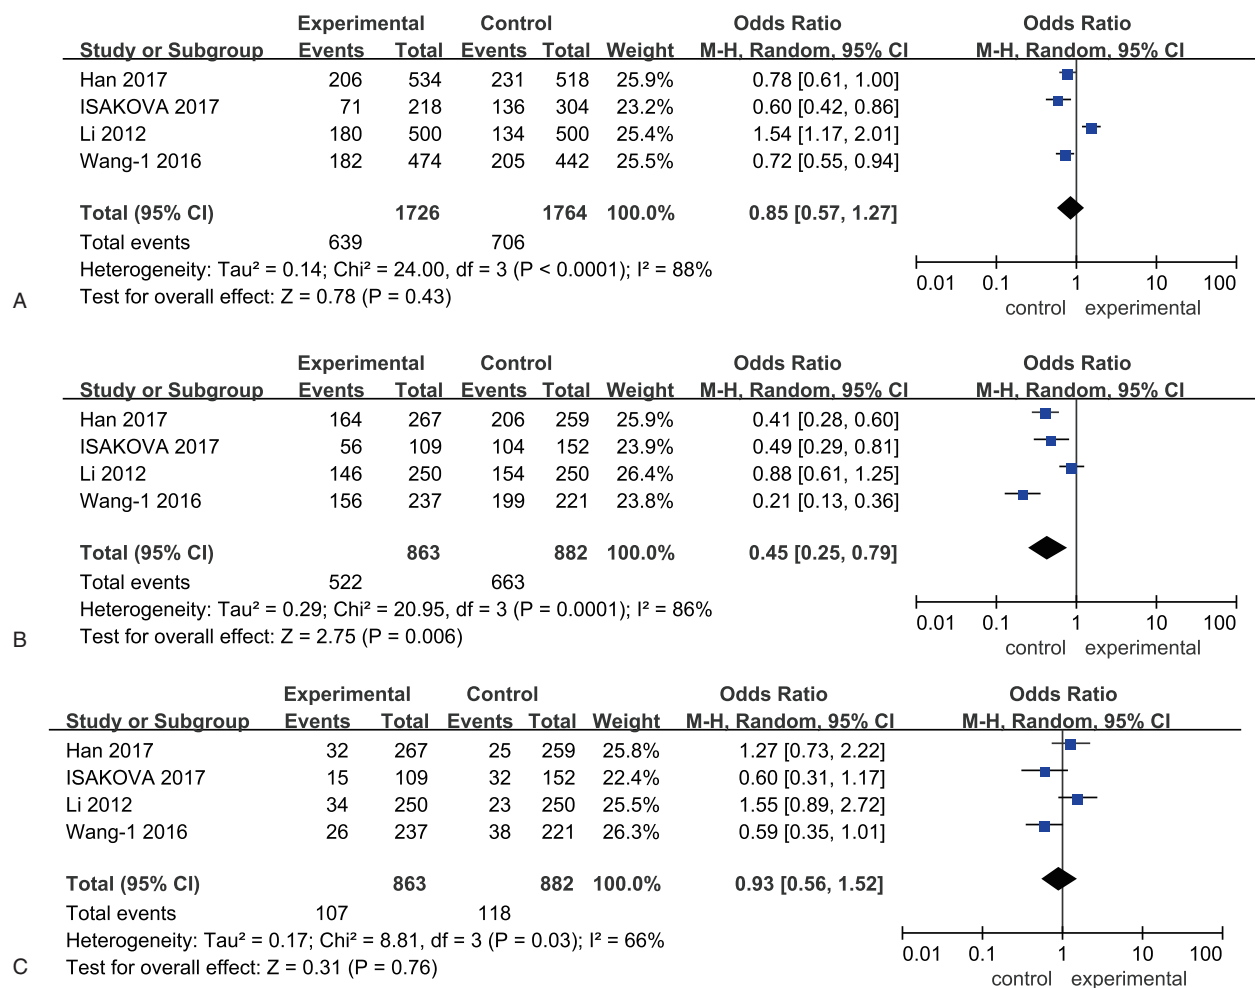 Experimental Control Odds Ratio Odds Ratio
Study or Subgroup Events Total Events Total Weight M-H, Random, 95% CI M-H, Random, 95% CI
Han 2017 206 534 231 518 25.9% 0.78 [0.61, 1.00]
ISAKOVA 2017 71 218 136 304 23.2% 0.60 [0.42, 0.86]
Li 2012 180 500 134 500 25.4% 1.54 [1.17, 2.01]
Wang-1 2016 182 474 205 442 25.5% 0.72 [0.55, 0.94]
Total (95% CI) 1726 1764 100.0% 0.85 [0.57, 1.27]
Total events 639 706
Heterogeneity: Tau² = 0.14; Chi² = 24.00, df = 3 (P < 0.0001); I² = 88%
0.01 0.1 1 10 100
A Test for overall effect: Z = 0.78 (P = 0.43)
control experimental
Experimental Control Odds Ratio Odds Ratio
Study or Subgroup Events Total Events Total Weight M-H, Random, 95% CI M-H, Random, 95% CI
Han 2017 164 267 206 259 25.9% 0.41 [0.28, 0.60]
ISAKOVA 2017 56 109 104 152 23.9% 0.49 [0.29, 0.81]
Li 2012 146 250 154 250 26.4% 0.88 [0.61, 1.25]
Wang-1 2016 156 237 199 221 23.8% 0.21 [0.13, 0.36]
Total (95% CI) 863 882 100.0% 0.45 [0.25, 0.79]
Total events 522 663
Heterogeneity: Tau² = 0.29; Chi² = 20.95, df = 3 (P = 0.0001); I² = 86%
0.01 0.1 1 10 100
B Test for overall effect: Z = 2.75 (P = 0.006)
control experimental
Experimental Control Odds Ratio Odds Ratio
Study or Subgroup Events Total Events Total Weight M-H, Random, 95% CI M-H, Random, 95% CI
Han 2017 32 267 25 259 25.8% 1.27 [0.73, 2.22]
ISAKOVA 2017 15 109 32 152 22.4% 0.60 [0.31, 1.17]
Li 2012 34 250 23 250 25.5% 1.55 [0.89, 2.72]
Wang-1 2016 26 237 38 221 26.3% 0.59 [0.35, 1.01]
Total (95% CI) 863 882 100.0% 0.93 [0.56, 1.52]
Total events 107 118
Heterogeneity: Tau² = 0.17; Chi² = 8.81, df = 3 (P = 0.03); I² = 66%
0.01 0.1 1 10 100
C Test for overall effect: Z = 0.31 (P = 0.76)
control experimental